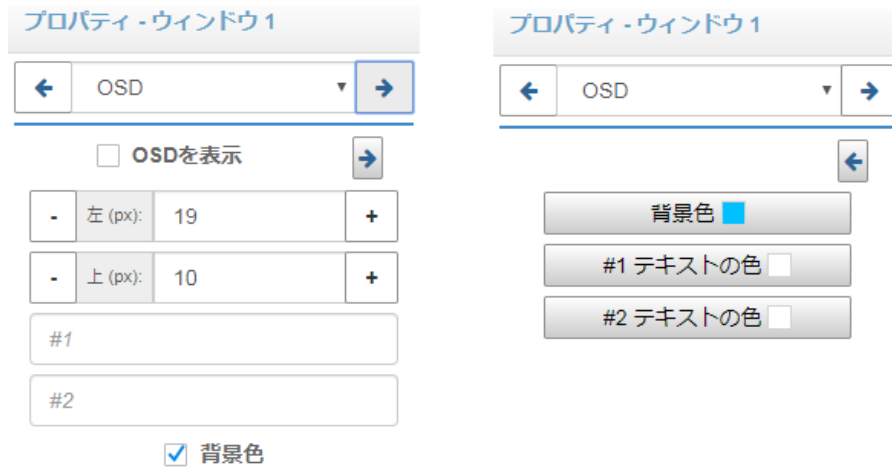 プロパティ - ウィンドウ 1
OSD
OSDを表示
- 左 (px): 19 +
- 上 (px): 10 +
#1
#2
背景色
プロパティ - ウィンドウ 1
OSD
背景色
#1 テキストの色
#2 テキストの色